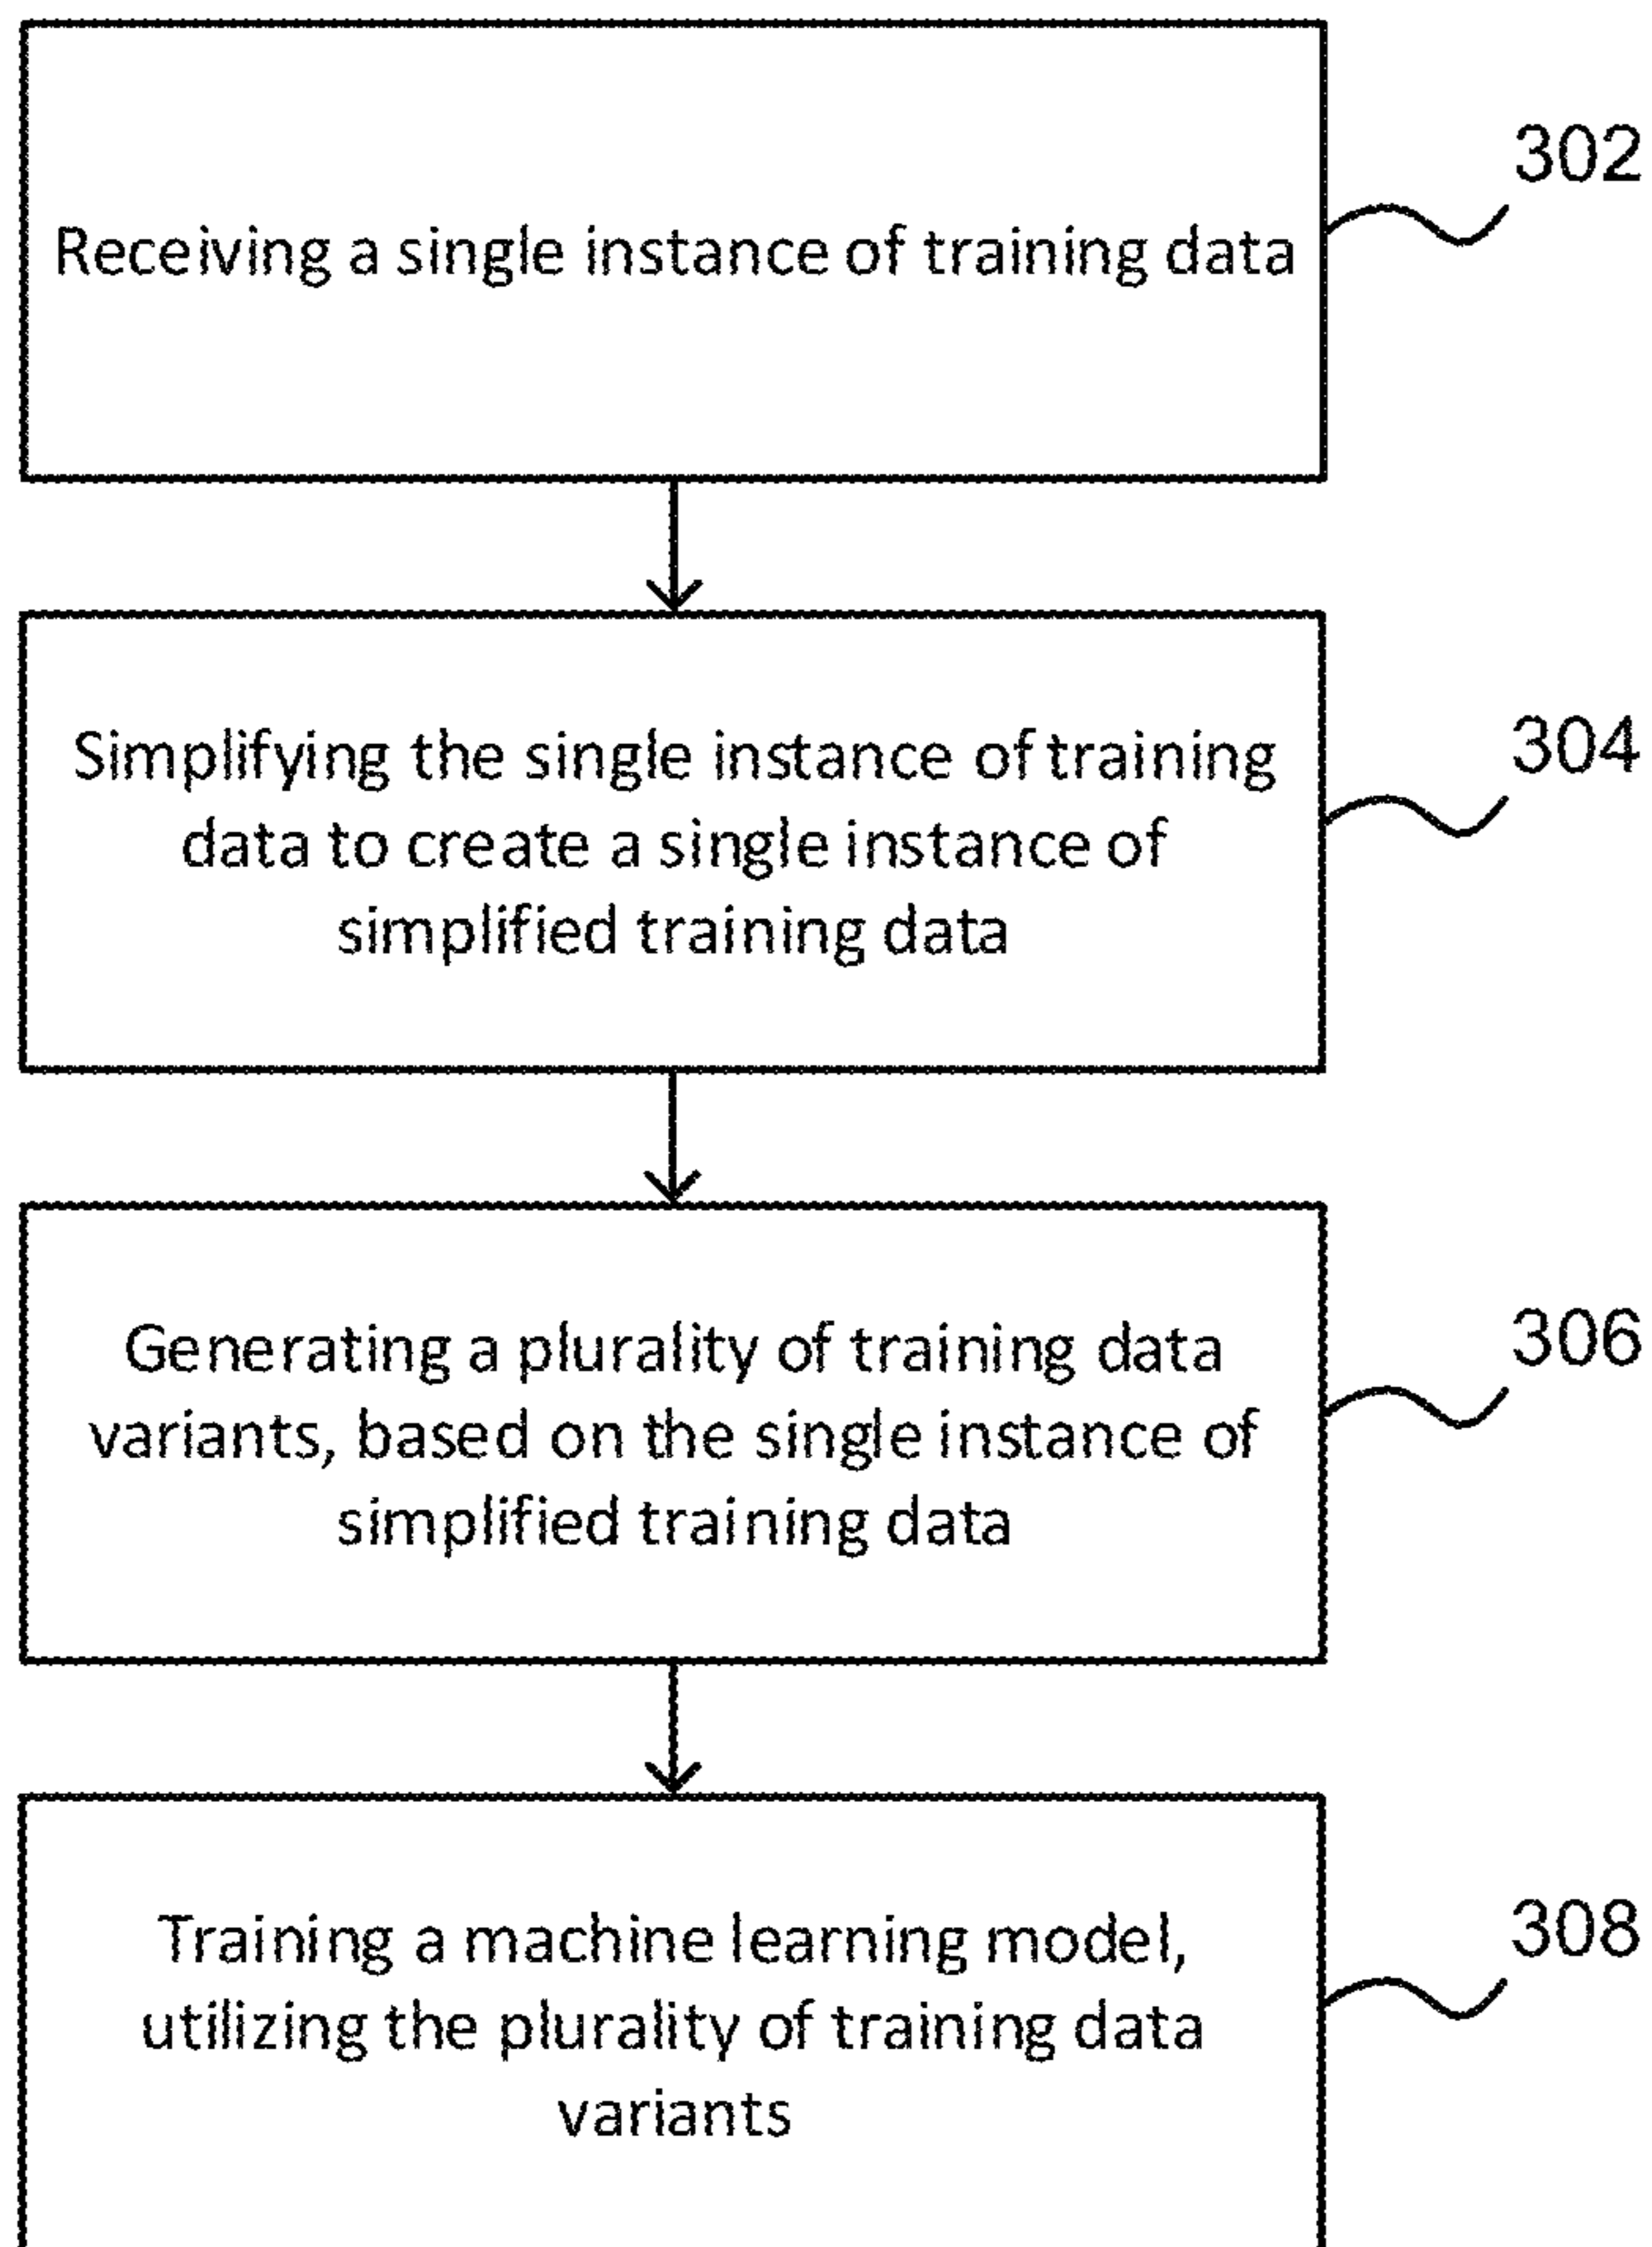 302
Receiving a single instance of training data
304
Simplifying the single instance of training
data to create a single instance of
simplified training data
306
Generating a plurality of training data
variants, based on the single instance of
simplified training data
308
Training a machine learning model,
utilizing the plurality of training data
variants